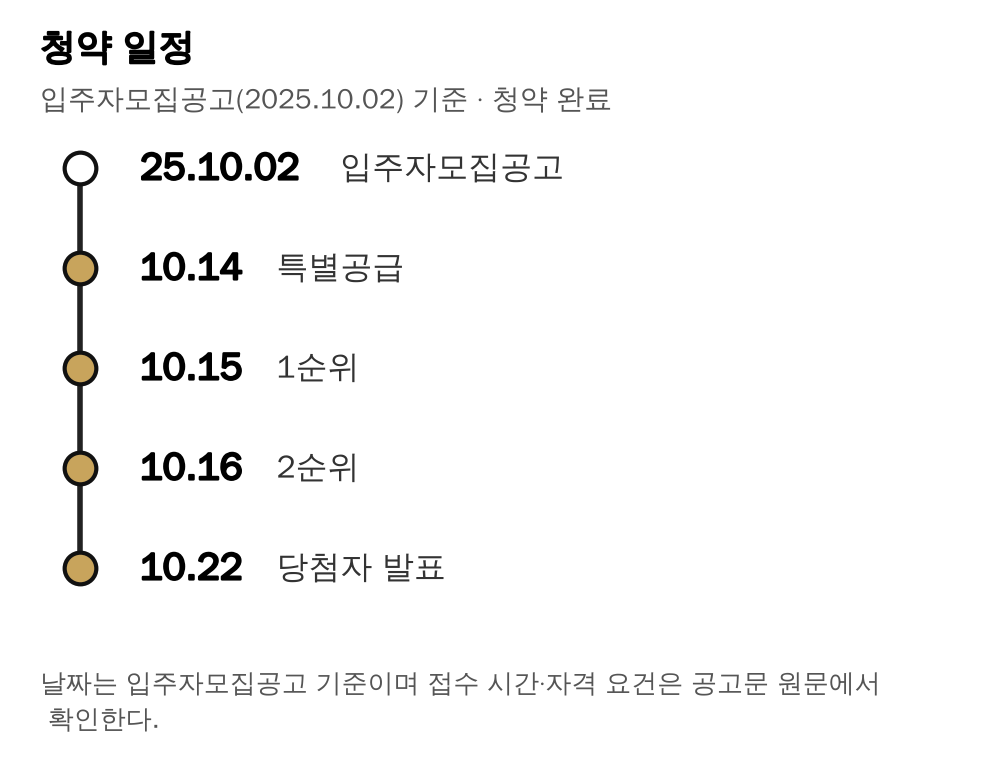 청약 일정
입주자모집공고(2025.10.02) 기준 · 청약 완료
25.10.02 입주자모집공고
10.14 특별공급
10.15 1순위
10.16 2순위
10.22 당첨자 발표
날짜는 입주자모집공고 기준이며 접수 시간·자격 요건은 공고문 원문에서
확인한다.